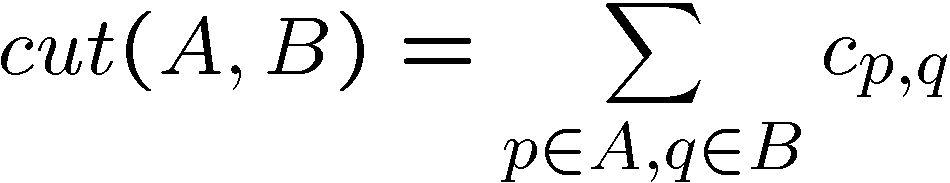 cut(A, B) = ∑ c_{p,q}
p∈A,q∈B